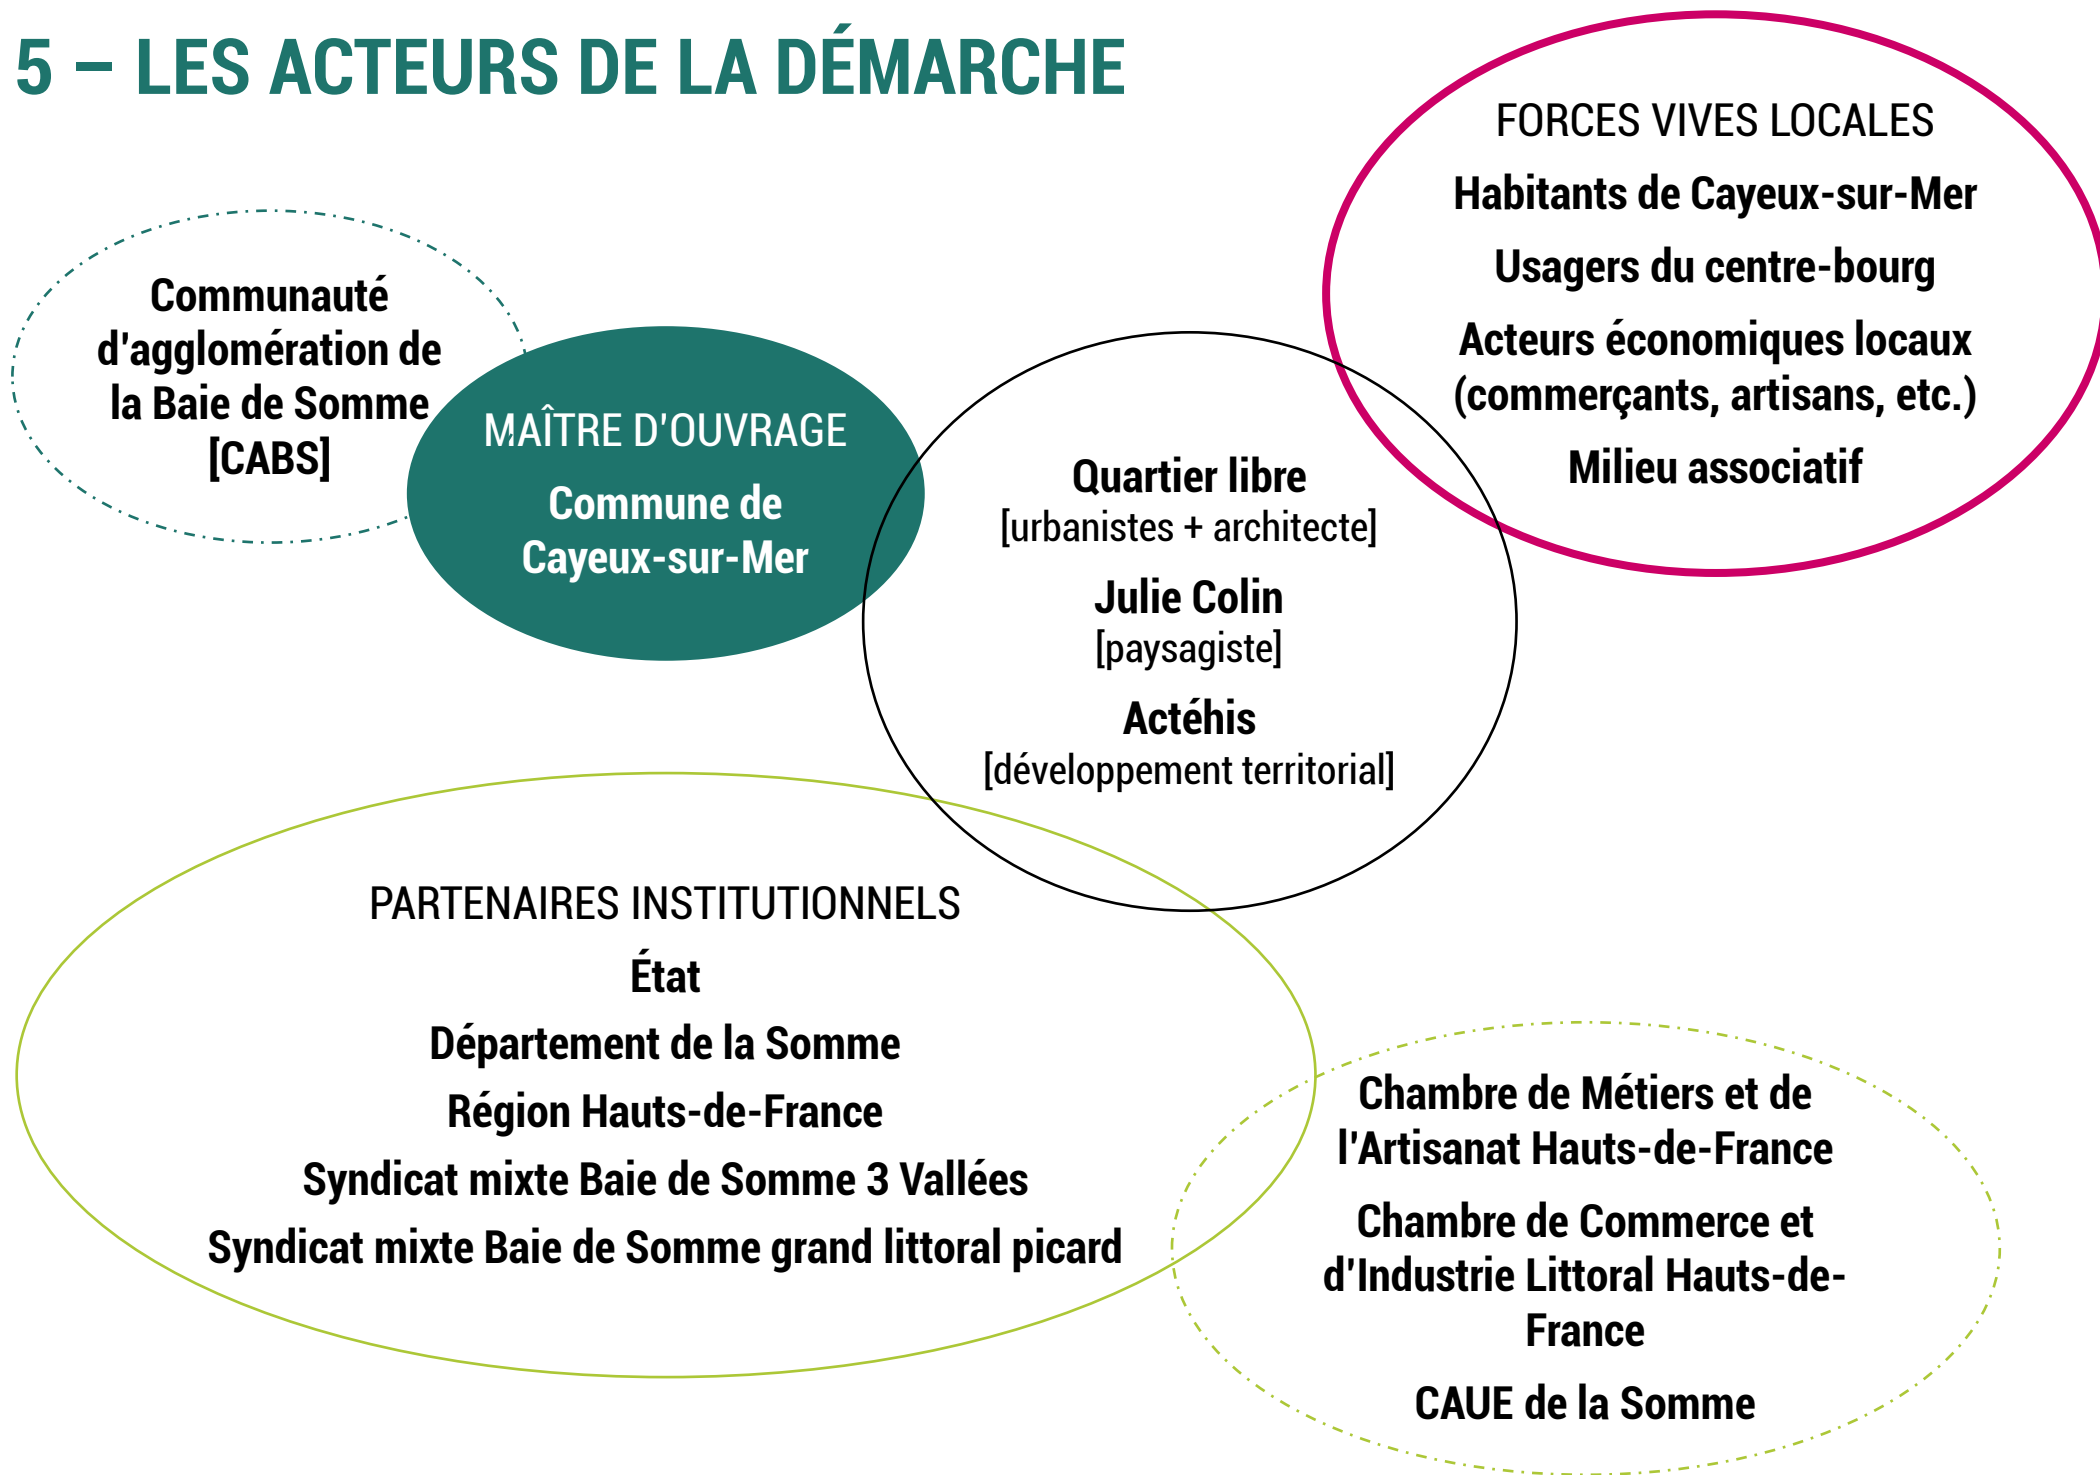 5 – LES ACTEURS DE LA DÉMARCHE
FORCES VIVES LOCALES
Habitants de Cayeux-sur-Mer
Usagers du centre-bourg
Acteurs économiques locaux
(commerçants, artisans, etc.)
Milieu associatif
Communauté
d'agglomération de
la Baie de Somme
[CABS]
MAÎTRE D'OUVRAGE
Commune de
Cayeux-sur-Mer
Quartier libre
[urbanistes + architecte]
Julie Colin
[paysagiste]
Actéhis
[développement territorial]
PARTENAIRES INSTITUTIONNELS
État
Département de la Somme
Région Hauts-de-France
Syndicat mixte Baie de Somme 3 Vallées
Syndicat mixte Baie de Somme grand littoral picard
Chambre de Métiers et de
l'Artisanat Hauts-de-France
Chambre de Commerce et
d'Industrie Littoral Hauts-de-
France
CAUE de la Somme